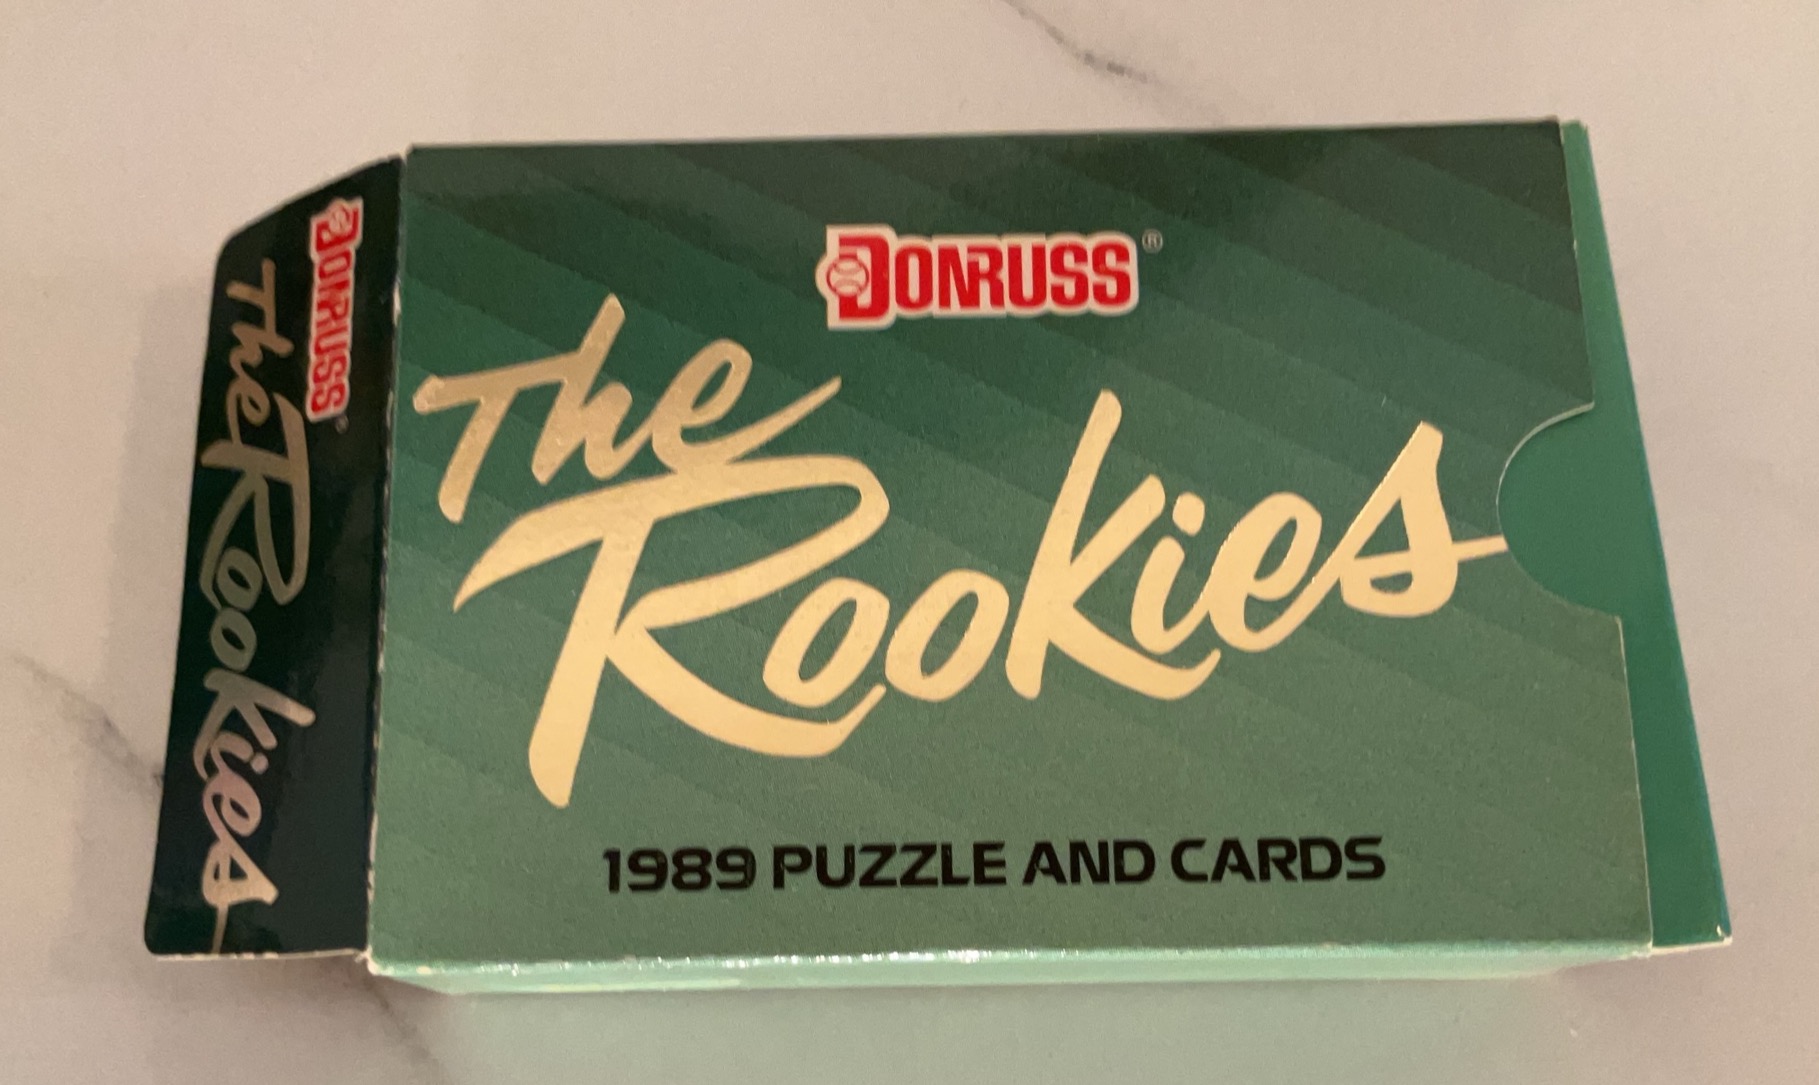 DONRUSS®
The
Rookies
1989 PUZZLE AND CARDS
DONRUSS®
The Rookies